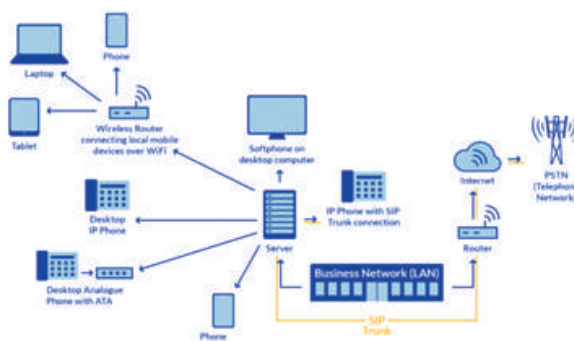 Phone
Laptop
Tablet
Wireless Router
connecting local mobile
devices over WiFi
Softphone on
desktop computer
Internet
PSTN
(Telephone
Network)
Desktop
IP Phone
IP Phone with SIP
Trunk connection
Server
Router
Desktop Analogue
Phone with ATA
Business Network (LAN)
Phone
SIP
Trunk